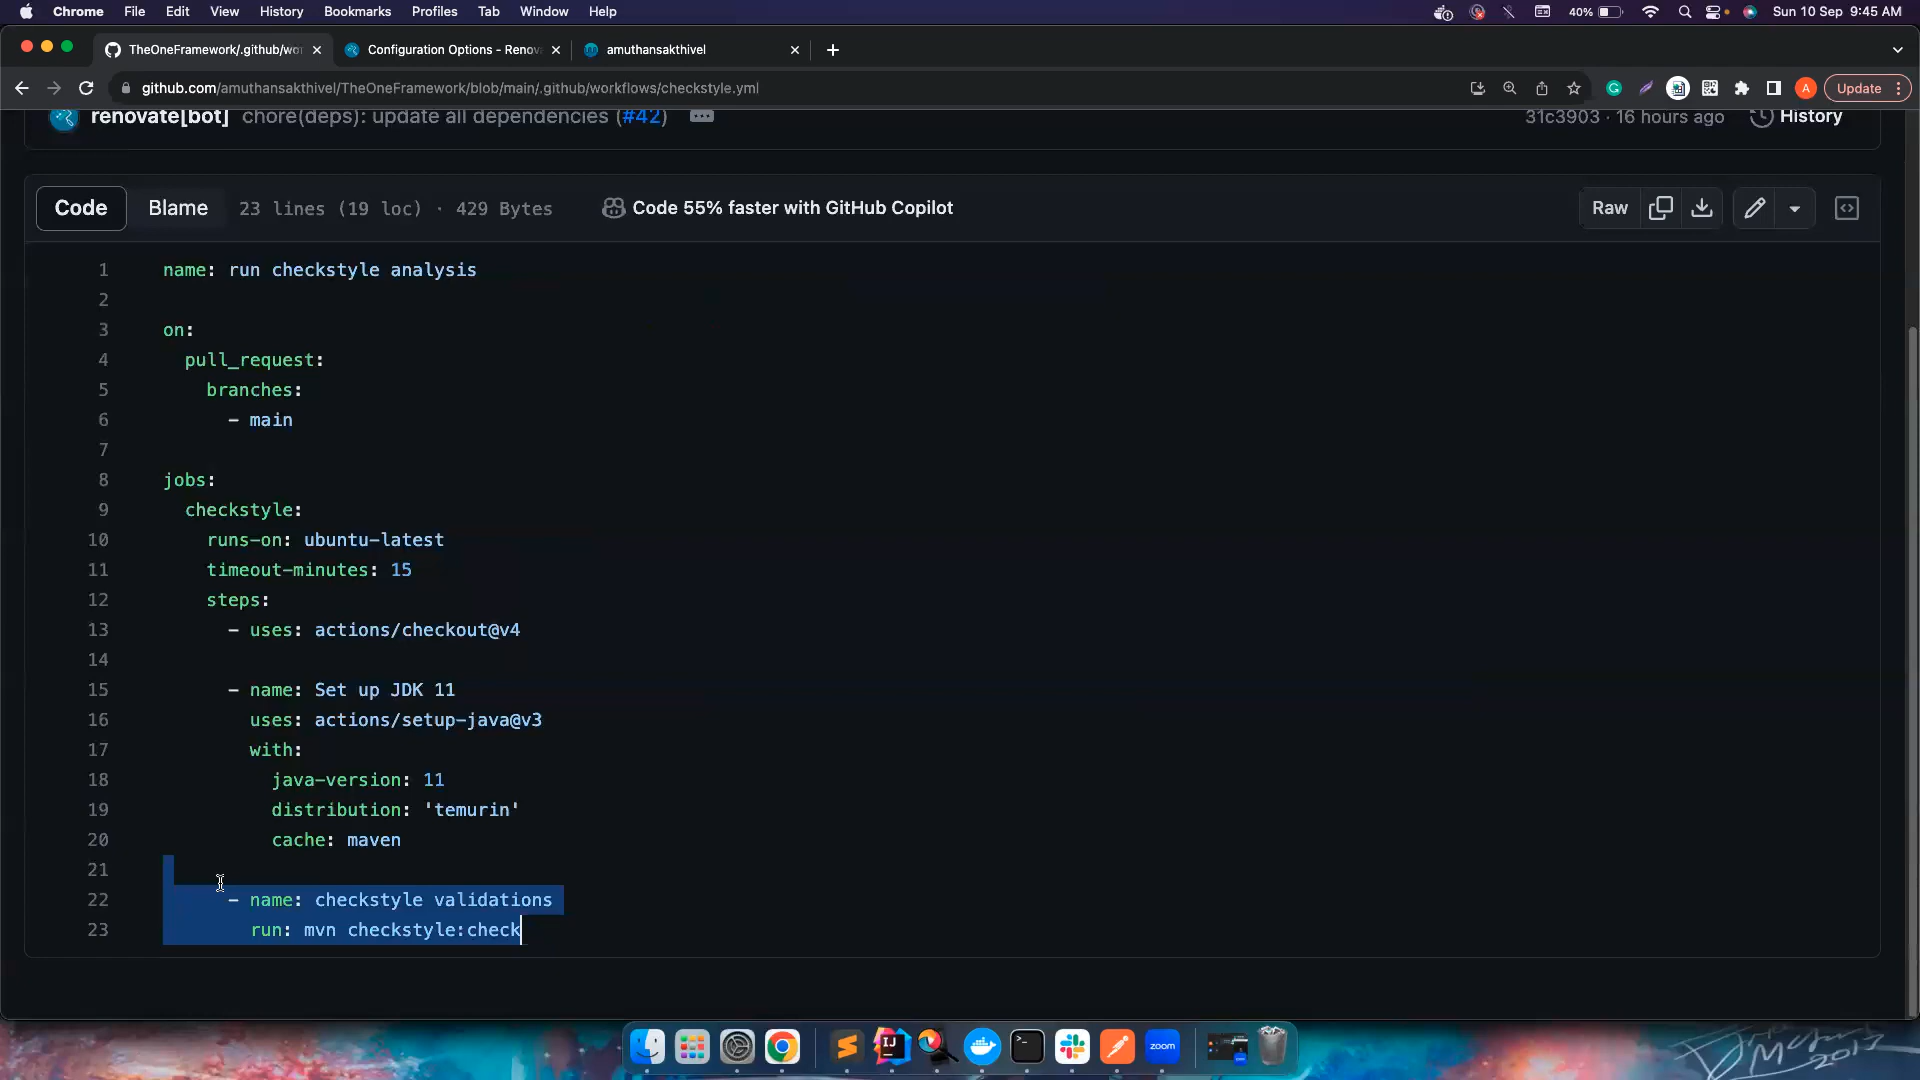 Chrome File Edit View History Bookmarks Profiles Tab Window Help 40% Sun 10 Sep 9:45 AM
TheOneFramework/.github/wo Configuration Options - Renov amuthansakthivel
github.com/amuthansakthivel/TheOneFramework/blob/main/.github/workflows/checkstyle.yml A Update
renovate[bot] chore(deps): update all dependencies (#42) 31c3903 · 16 hours ago History
Code Blame 23 lines (19 loc) · 429 Bytes Code 55% faster with GitHub Copilot Raw
1 name: run checkstyle analysis
2
3 on:
4 pull_request:
5 branches:
6 - main
7
8 jobs:
9 checkstyle:
10 runs-on: ubuntu-latest
11 timeout-minutes: 15
12 steps:
13 - uses: actions/checkout@v4
14
15 - name: Set up JDK 11
16 uses: actions/setup-java@v3
17 with:
18 java-version: 11
19 distribution: 'temurin'
20 cache: maven
21
22 - name: checkstyle validations
23 run: mvn checkstyle:check
IJ zoom
2017